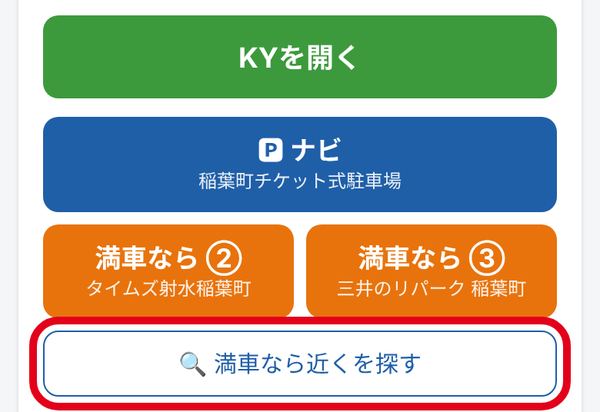 KYを開く
🅿 ナビ
稲葉町チケット式駐車場
満車なら ②
タイムズ射水稲葉町
満車なら ③
三井のリパーク 稲葉町
🔍 満車なら近くを探す